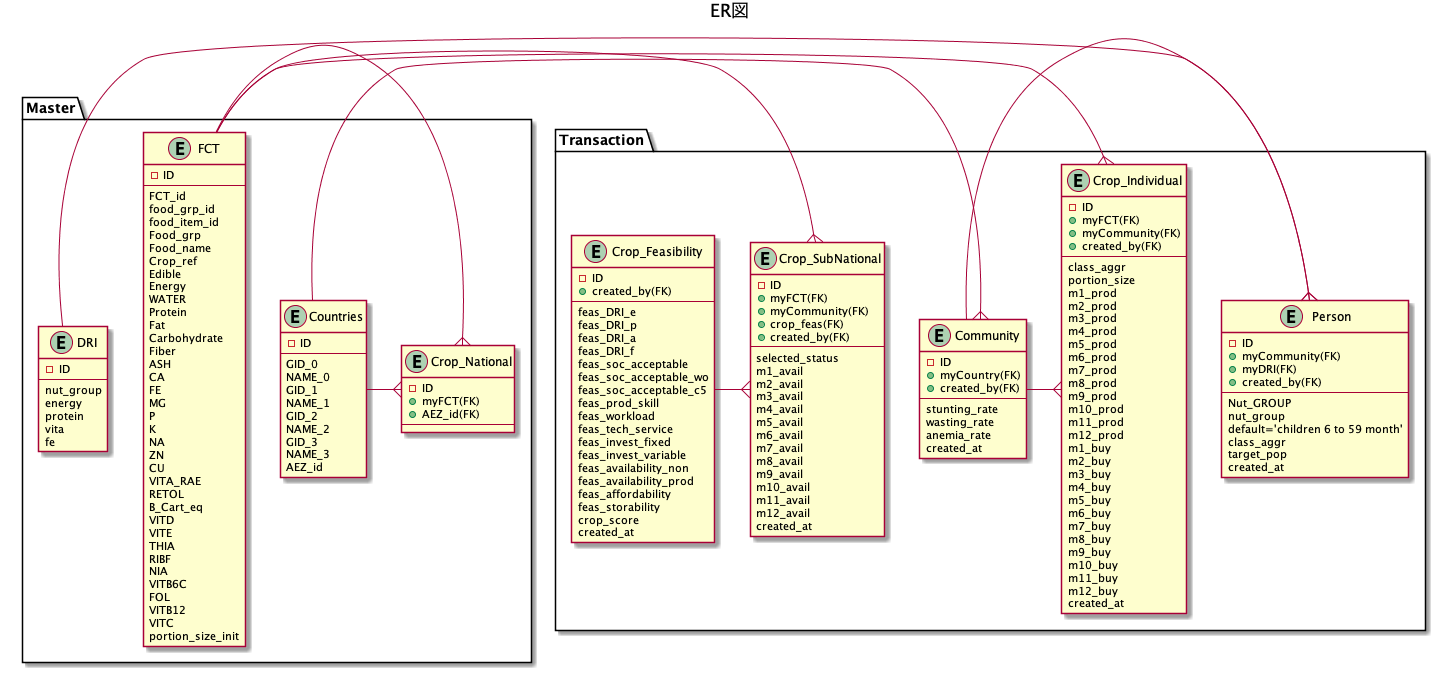 ER図
Master
E FCT
ID
FCT_id
food_grp_id
food_item_id
Food_grp
Food_name
Crop_ref
Edible
Energy
WATER
Protein
Fat
Carbohydrate
Fiber
ASH
CA
FE
MG
P
K
NA
ZN
CU
VITA_RAE
RETOL
B_Cart_eq
VITD
VITE
THIA
RIBF
NIA
VITB6C
FOL
VITB12
VITC
portion_size_init
E DRI
ID
nut_group
energy
protein
vita
fe
E Countries
ID
GID_0
NAME_0
GID_1
NAME_1
GID_2
NAME_2
GID_3
NAME_3
AEZ_id
E Crop_National
ID
myFCT(FK)
AEZ_id(FK)
Transaction
E Crop_Feasibility
ID
created_by(FK)
feas_DRI_e
feas_DRI_p
feas_DRI_a
feas_DRI_f
feas_soc_acceptable
feas_soc_acceptable_wo
feas_soc_acceptable_c5
feas_prod_skill
feas_workload
feas_tech_service
feas_invest_fixed
feas_invest_variable
feas_availability_non
feas_availability_prod
feas_affordability
feas_storability
crop_score
created_at
E Crop_SubNational
ID
myFCT(FK)
myCommunity(FK)
crop_feas(FK)
created_by(FK)
selected_status
m1_avail
m2_avail
m3_avail
m4_avail
m5_avail
m6_avail
m7_avail
m8_avail
m9_avail
m10_avail
m11_avail
m12_avail
created_at
E Community
ID
myCountry(FK)
created_by(FK)
stunting_rate
wasting_rate
anemia_rate
created_at
E Crop_Individual
ID
myFCT(FK)
myCommunity(FK)
created_by(FK)
class_aggr
portion_size
m1_prod
m2_prod
m3_prod
m4_prod
m5_prod
m6_prod
m7_prod
m8_prod
m9_prod
m10_prod
m11_prod
m12_prod
m1_buy
m2_buy
m3_buy
m4_buy
m5_buy
m6_buy
m7_buy
m8_buy
m9_buy
m10_buy
m11_buy
m12_buy
created_at
E Person
ID
myCommunity(FK)
myDRI(FK)
created_by(FK)
Nut_GROUP
nut_group
default='children 6 to 59 month'
class_aggr
target_pop
created_at